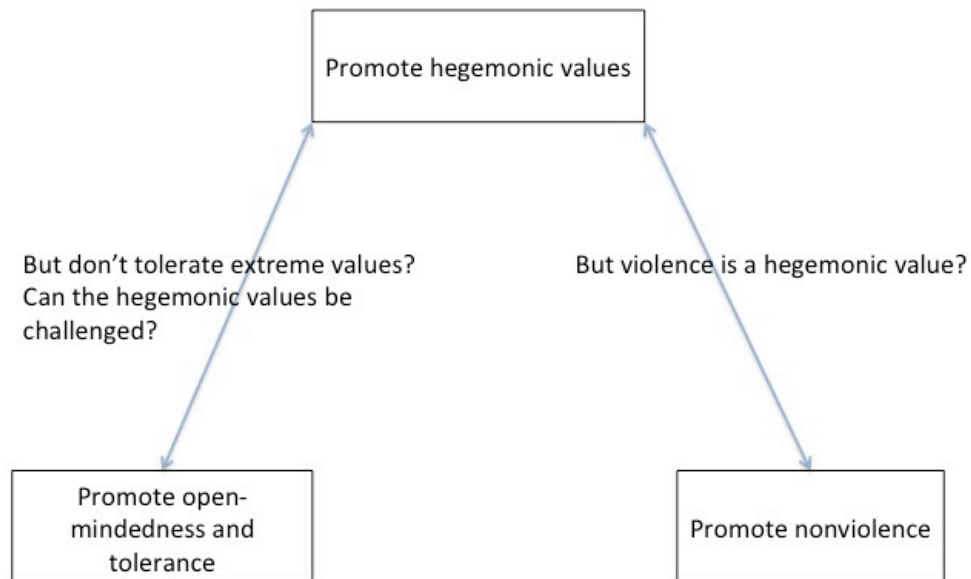 Promote hegemonic values
But don’t tolerate extreme values?
Can the hegemonic values be
challenged?
But violence is a hegemonic value?
Promote open-
mindedness and
tolerance
Promote nonviolence